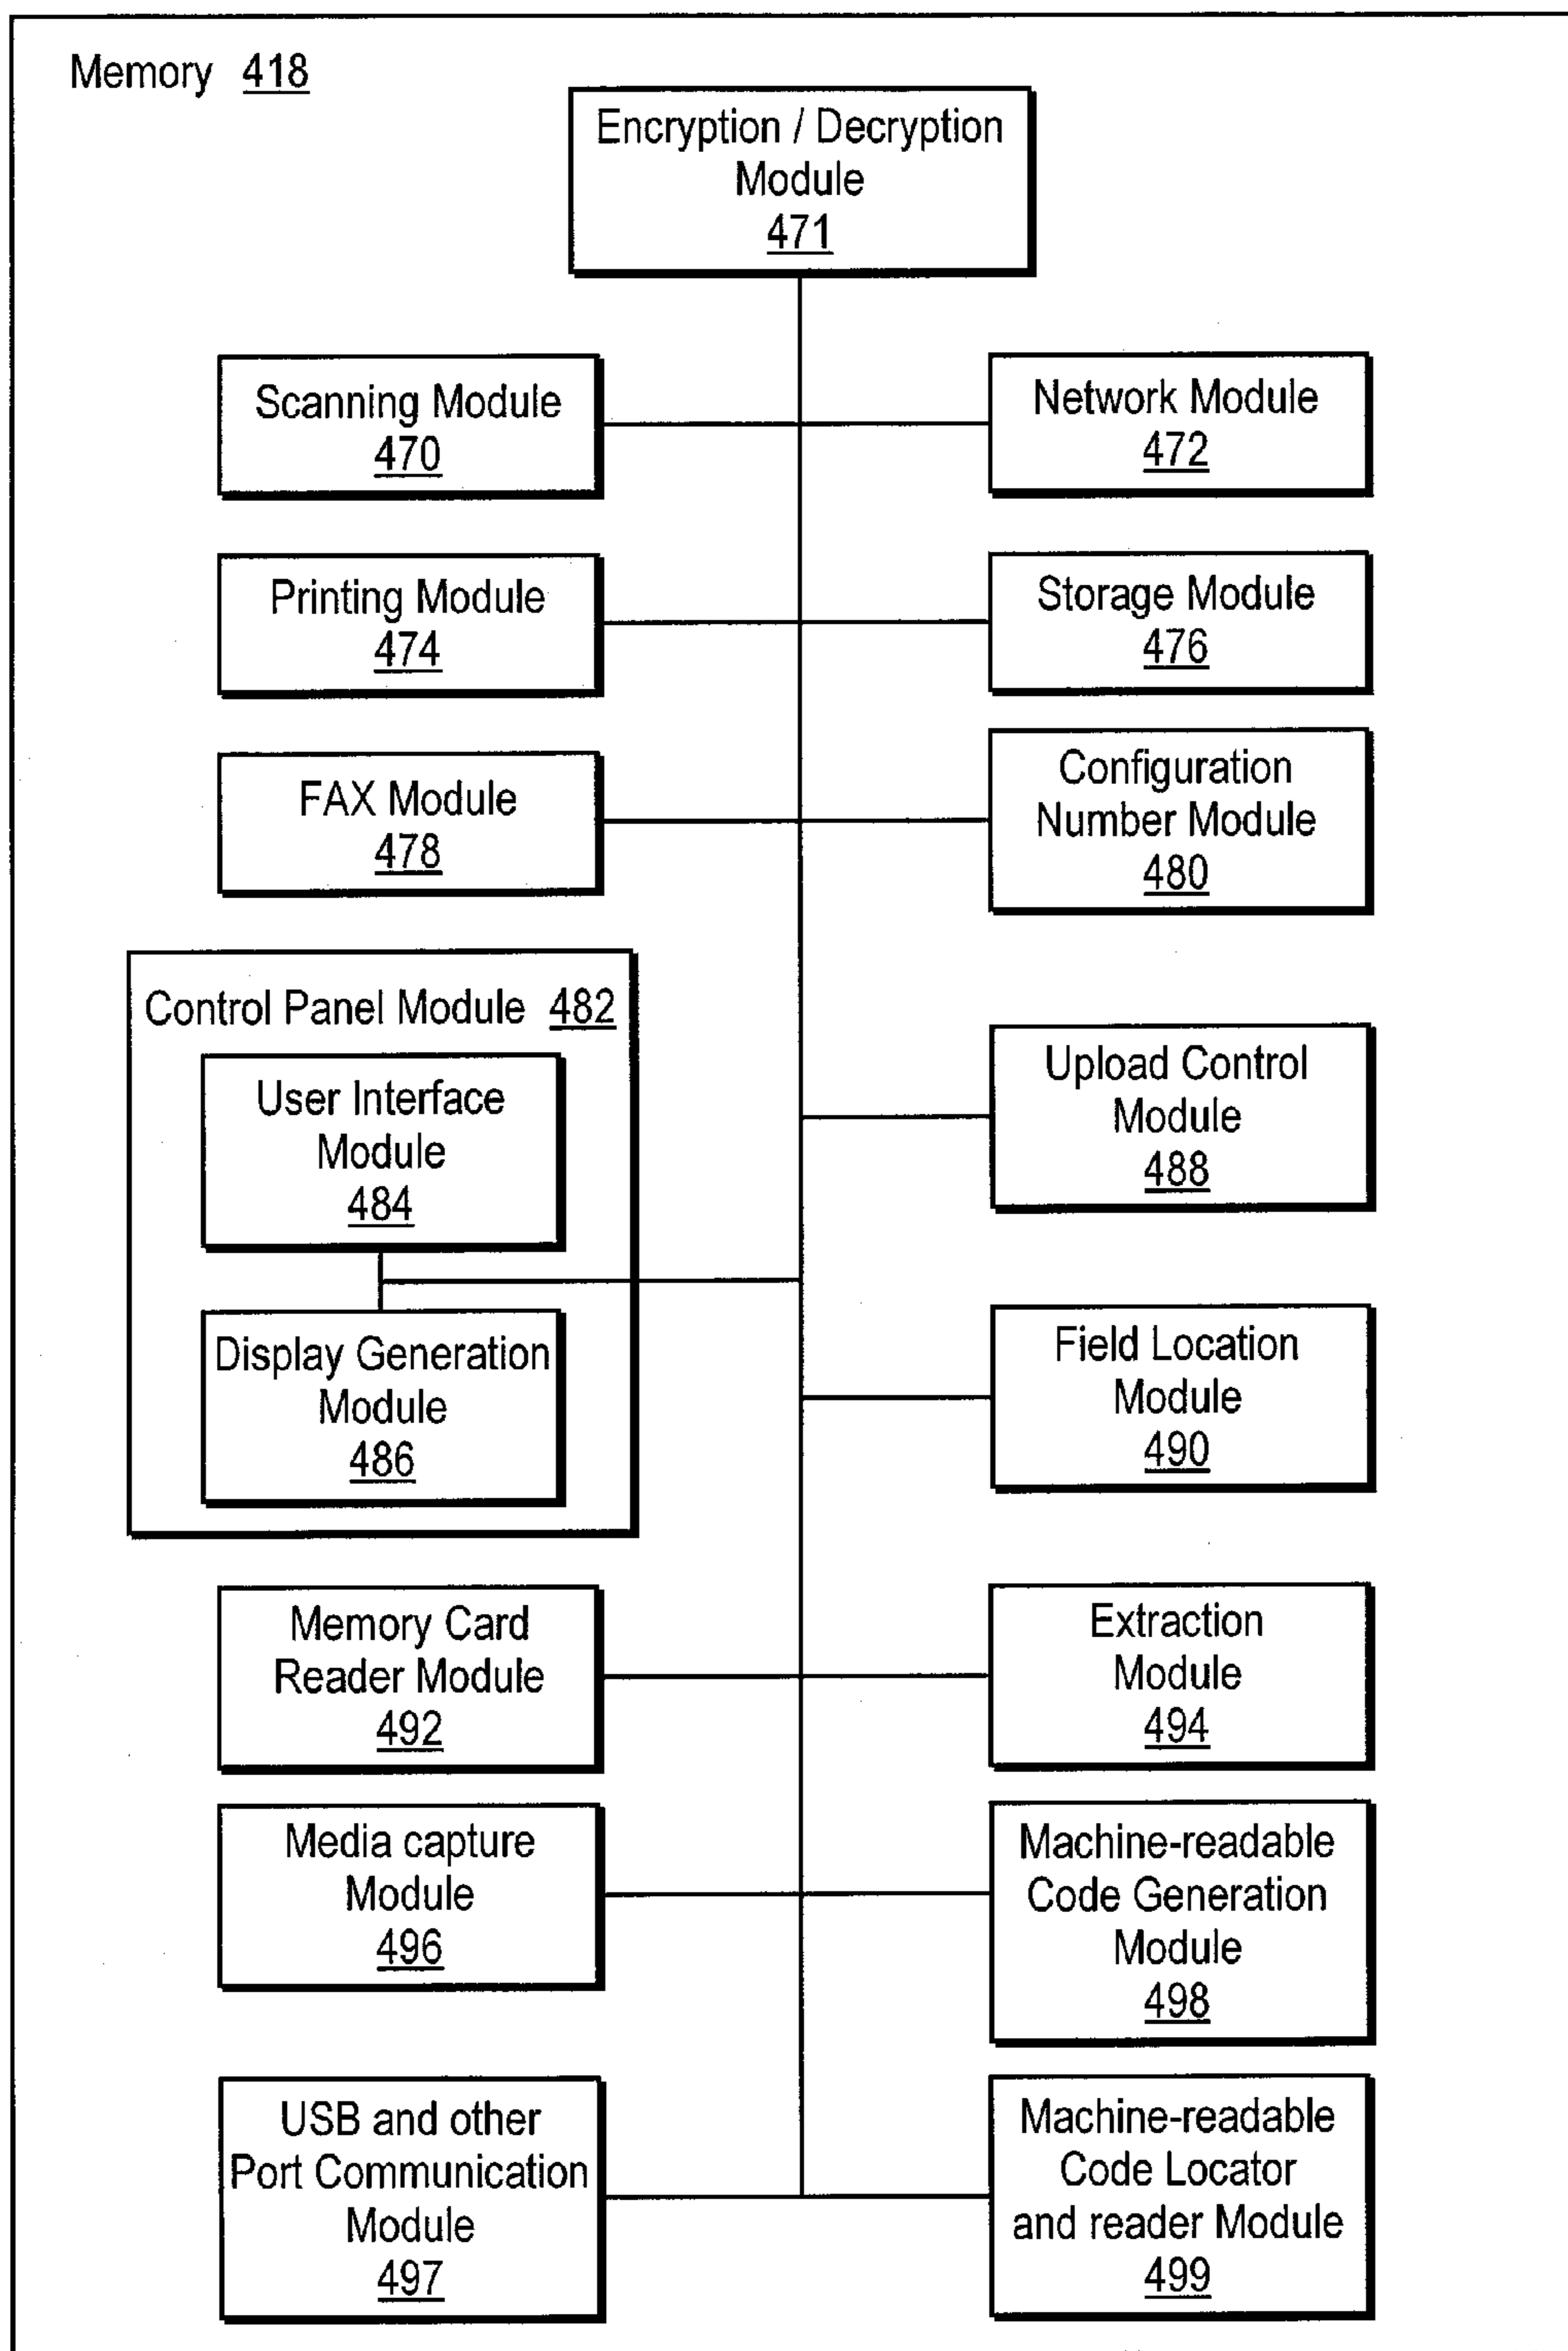 Memory 418
Encryption / Decryption
Module
471
Scanning Module
470
Network Module
472
Printing Module
474
Storage Module
476
FAX Module
478
Configuration
Number Module
480
Control Panel Module 482
User Interface
Module
484
Display Generation
Module
486
Upload Control
Module
488
Field Location
Module
490
Memory Card
Reader Module
492
Extraction
Module
494
Media capture
Module
496
Machine-readable
Code Generation
Module
498
USB and other
Port Communication
Module
497
Machine-readable
Code Locator
and reader Module
499